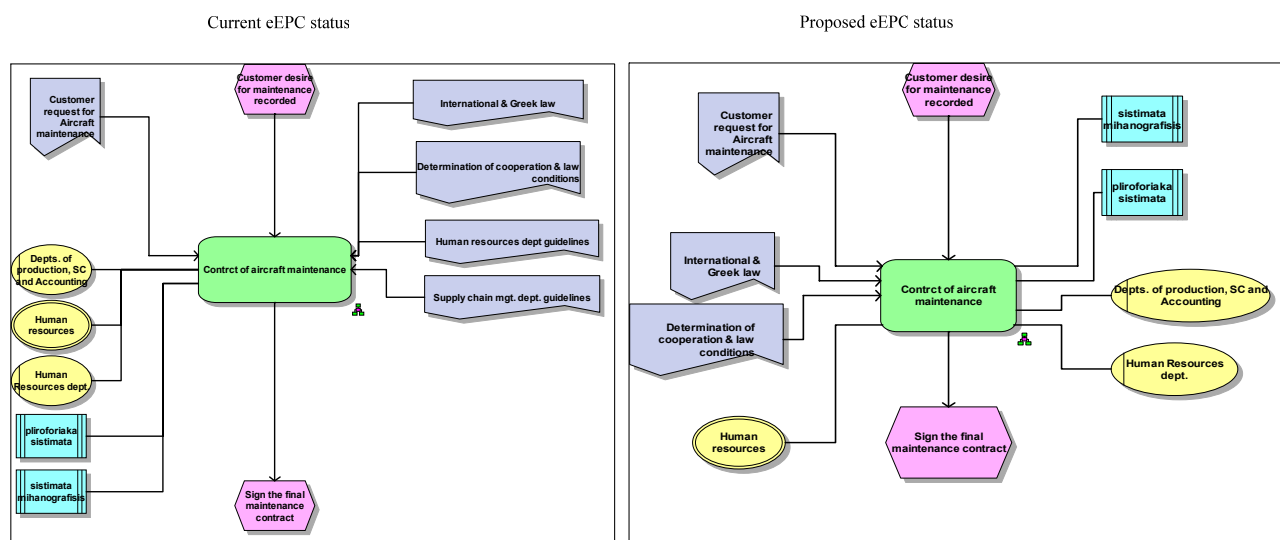 Current eEPC status
Customer desire
for maintenance
recorded
Customer
request for
Aircraft
maintenance
International & Greek law
Determination of cooperation & law
conditions
Human resources dept guidelines
Supply chain mgt. dept. guidelines
Contrct of aircraft maintenance
Depts. of
production, SC
and Accounting
Human
resources
Human
Resources dept.
pliroforiaka
sistimata
sistimata
mihanografisis
Sign the final
maintenance
contract
Proposed eEPC status
Customer desire
for maintenance
recorded
Customer
request for
Aircraft
maintenance
sistimata
mihanografisis
pliroforiaka
sistimata
International &
Greek law
Contrct of aircraft
maintenance
Depts. of production, SC and
Accounting
Determination of
cooperation & law
conditions
Human Resources
dept.
Human
resources
Sign the final
maintenance contract